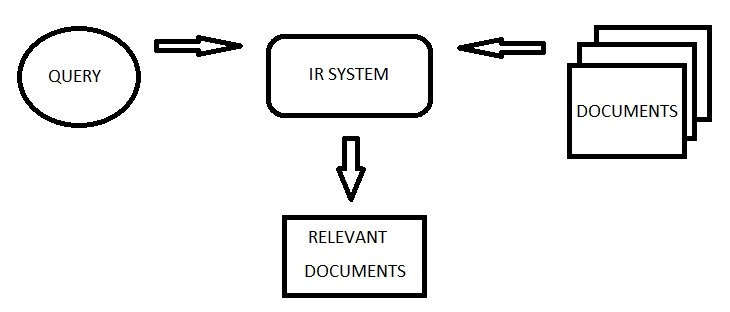 QUERY
IR SYSTEM
DOCUMENTS
RELEVANT
DOCUMENTS